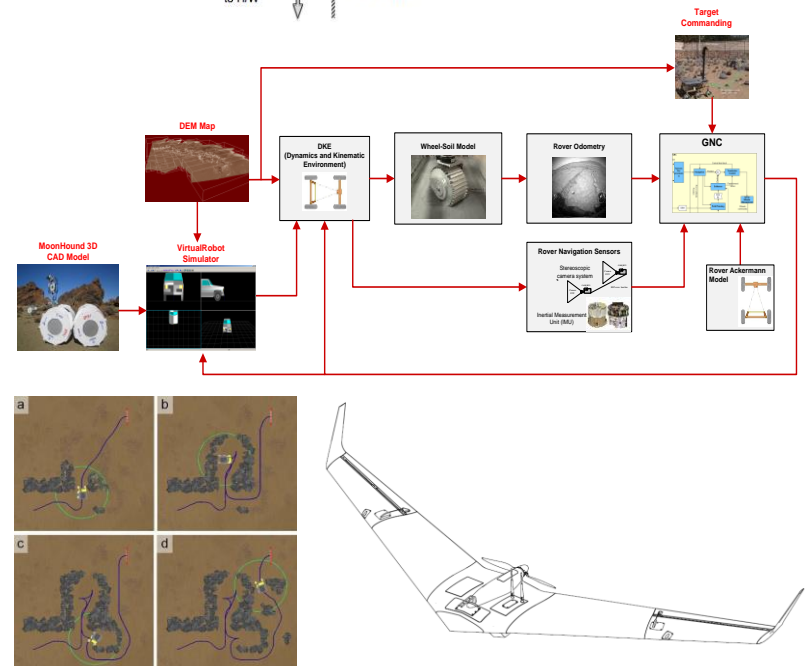 to H/W
Target
Commanding
DEM Map
DKE
(Dynamics and Kinematic
Environment)
Wheel-Soil Model
Rover Odometry
GNC
MoonHound 3D
CAD Model
VirtualRobot
Simulator
Rover Navigation Sensors
Stereoscopic
camera system
Inertial Measurement
Unit (IMU)
Rover Ackermann
Model
a
b
c
d